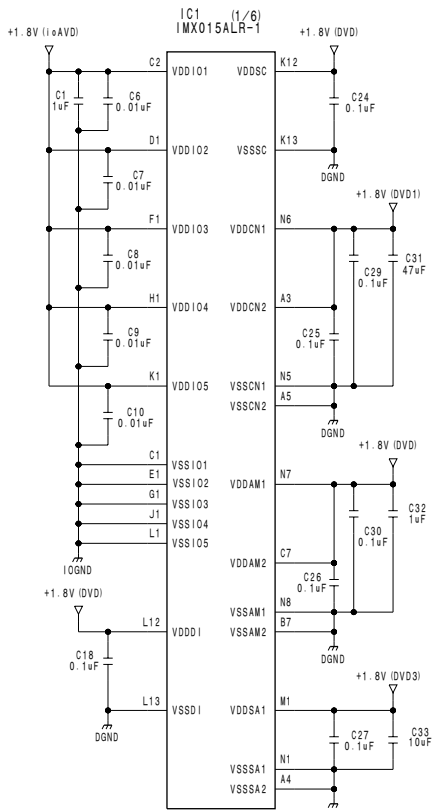 IC1 (1/6)
IMX015ALR-1
+1.8V(ioAVD)
+1.8V(DVD)
C2 VDDIO1
VDDSC K12
C1
1uF
C6
0.01uF
C24
0.1uF
D1 VDDIO2
VSSSC K13
C7
0.01uF
DGND
+1.8V(DVD1)
F1 VDDIO3
VDDCN1 N6
C8
0.01uF
C29
0.1uF
C31
47uF
H1 VDDIO4
VDDCN2 A3
C9
0.01uF
C25
0.1uF
K1 VDDIO5
VSSCN1 N5
VSSCN2 A5
C10
0.01uF
DGND
C1 VSSIO1
E1 VSSIO2
G1 VSSIO3
J1 VSSIO4
L1 VSSIO5
IOGND
+1.8V(DVD)
VDDAM1 N7
C30
0.1uF
C32
1uF
VDDAM2 C7
C26
0.1uF
+1.8V(DVD)
L12 VDDDI
VSSAM1 N8
VSSAM2 B7
C18
0.1uF
DGND
+1.8V(DVD3)
L13 VSSDI
VDDSA1 M1
DGND
C27
0.1uF
C33
10uF
VSSSA1 N1
VSSSA2 A4